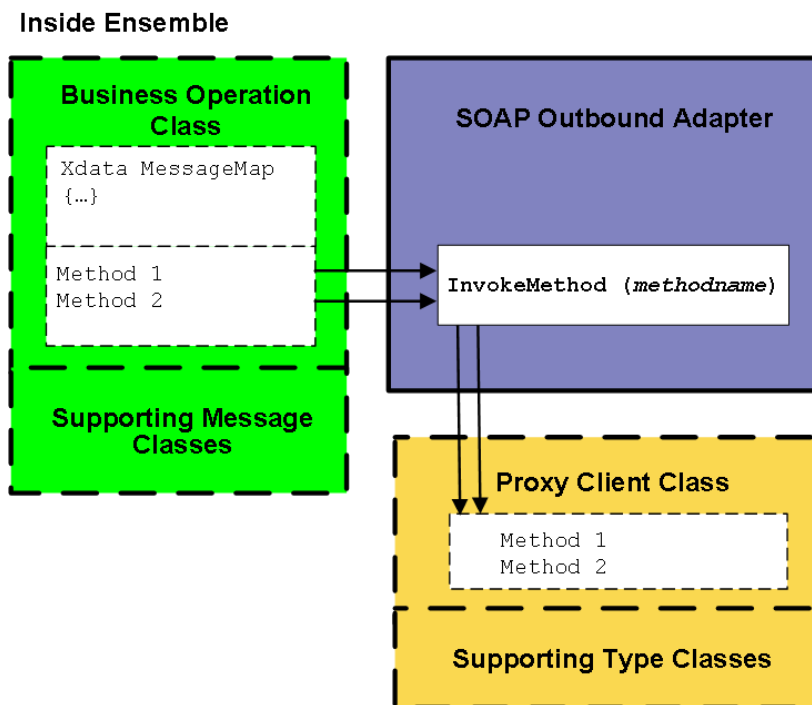 Inside Ensemble
Business Operation
Class
Xdata MessageMap
{…}
Method 1
Method 2
Supporting Message
Classes
SOAP Outbound Adapter
InvokeMethod (methodname)
Proxy Client Class
Method 1
Method 2
Supporting Type Classes